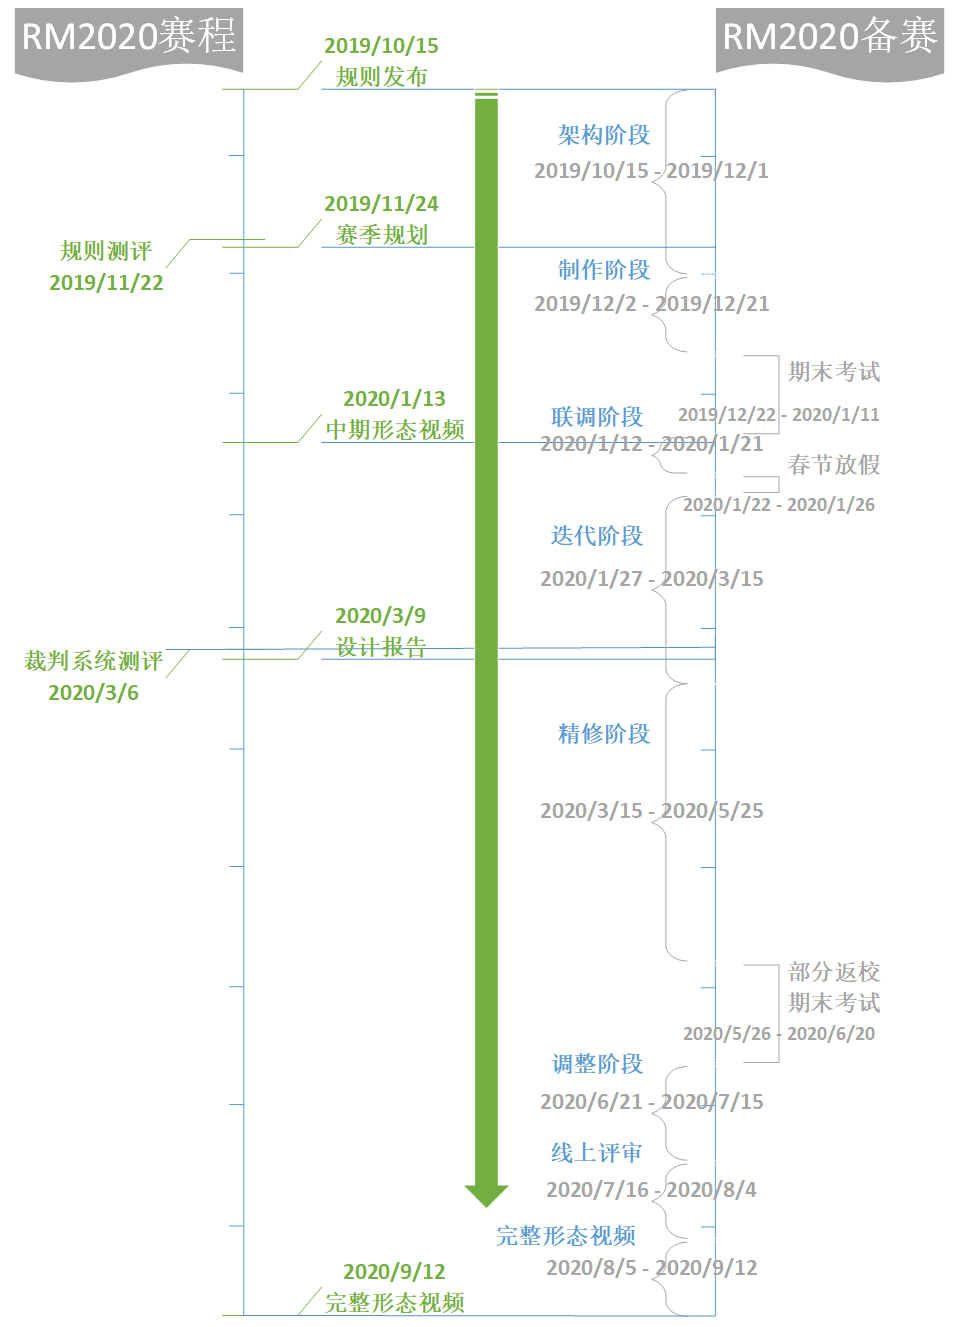 RM2020赛程
RM2020备赛
2019/10/15
规则发布
架构阶段
2019/10/15 - 2019/12/1
2019/11/24
赛季规划
规则测评
2019/11/22
制作阶段
2019/12/2 - 2019/12/21
期末考试
2019/12/22 - 2020/1/11
2020/1/13
中期形态视频
联调阶段
2020/1/12 - 2020/1/21
春节放假
2020/1/22 - 2020/1/26
迭代阶段
2020/1/27 - 2020/3/15
2020/3/9
设计报告
裁判系统测评
2020/3/6
精修阶段
2020/3/15 - 2020/5/25
部分返校
期末考试
2020/5/26 - 2020/6/20
调整阶段
2020/6/21 - 2020/7/15
线上评审
2020/7/16 - 2020/8/4
完整形态视频
2020/8/5 - 2020/9/12
2020/9/12
完整形态视频